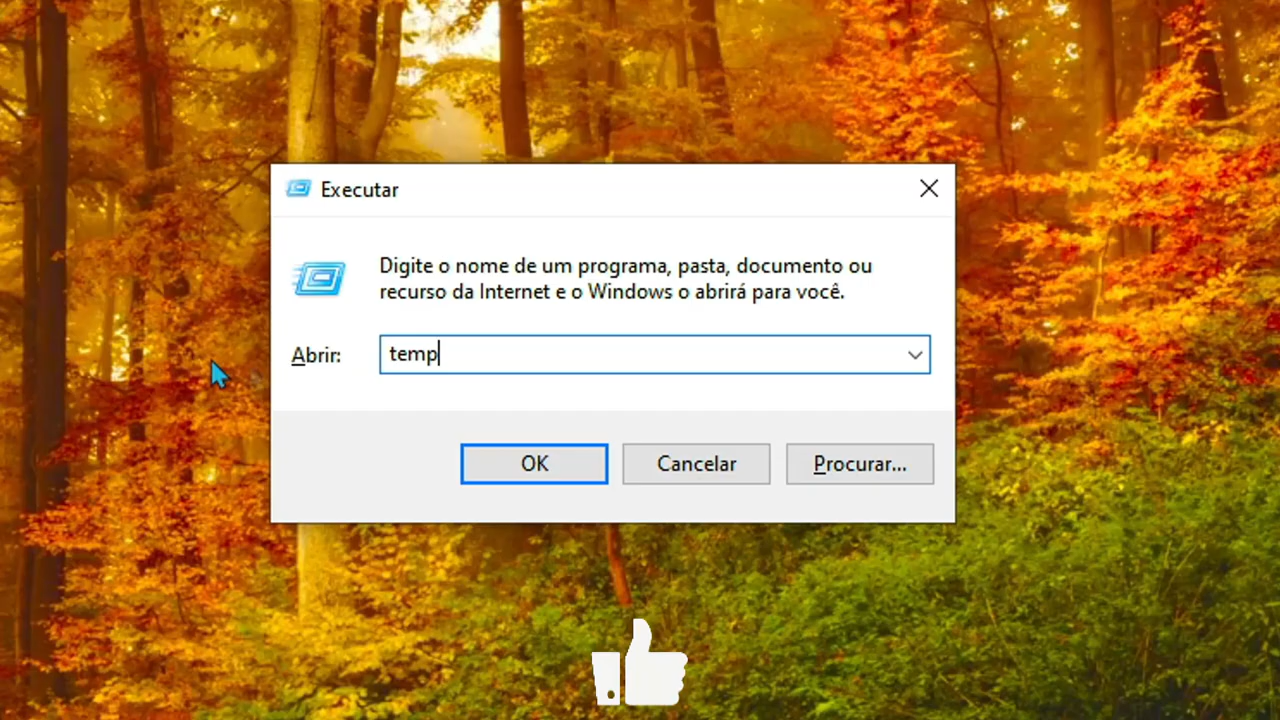 Executar
Digite o nome de um programa, pasta, documento ou
recurso da Internet e o Windows o abrirá para você.
Abrir:
temp
OK
Cancelar
Procurar...